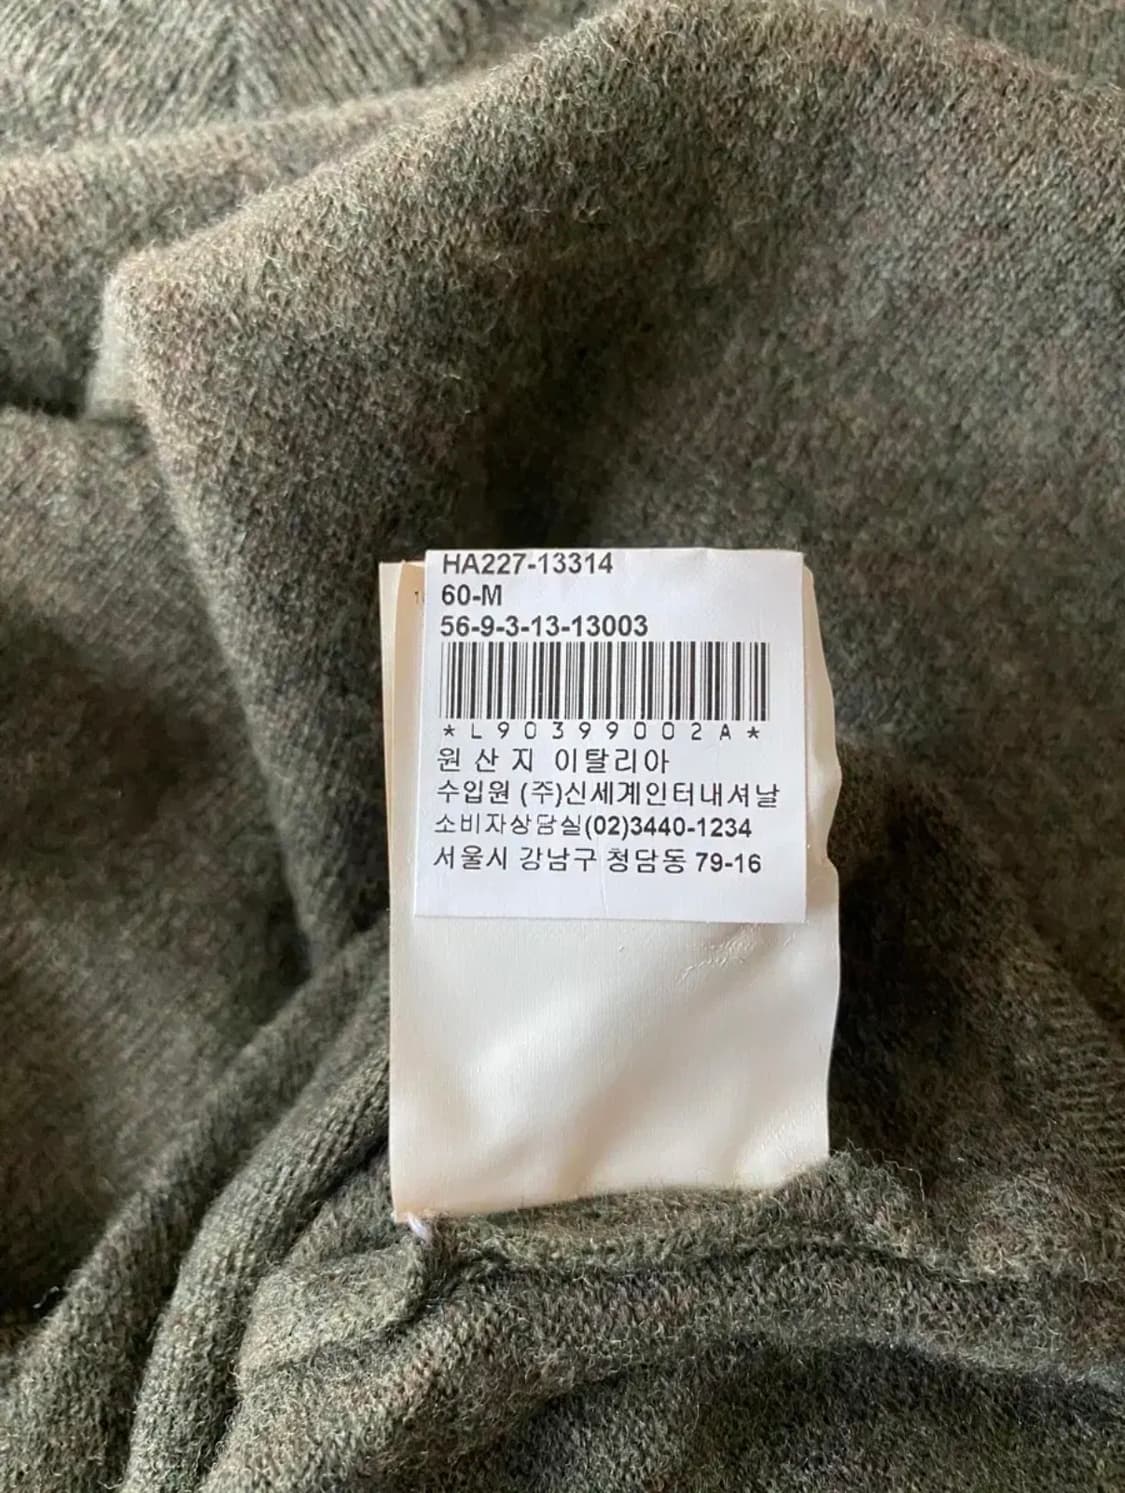 HA227-13314
60-M
56-9-3-13-13003
*L90399002A*
원 산 지 이탈리아
수입원 (주)신세계인터내셔날
소비자상담실(02)3440-1234
서울시 강남구 청담동 79-16